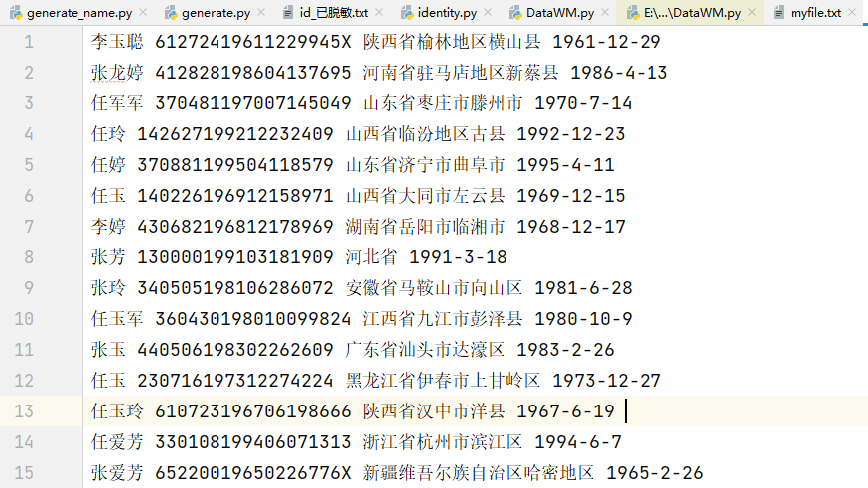 generate_name.py generate.py id_已脱敏.txt identity.py DataWM.py E:\...\DataWM.py myfile.txt
1 李玉聪 61272419611229945X 陕西省榆林地区横山县 1961-12-29
2 张龙婷 412828198604137695 河南省驻马店地区新蔡县 1986-4-13
3 任军军 370481197007145049 山东省枣庄市滕州市 1970-7-14
4 任玲 142627199212232409 山西省临汾地区古县 1992-12-23
5 任婷 370881199504118579 山东省济宁市曲阜市 1995-4-11
6 任玉 140226196912158971 山西省大同市左云县 1969-12-15
7 李婷 430682196812178969 湖南省岳阳市临湘市 1968-12-17
8 张芳 130000199103181909 河北省 1991-3-18
9 张玲 340505198106286072 安徽省马鞍山市向山区 1981-6-28
10 任玉军 360430198010099824 江西省九江市彭泽县 1980-10-9
11 张玉 440506198302262609 广东省汕头市达濠区 1983-2-26
12 任玉 230716197312274224 黑龙江省伊春市上甘岭区 1973-12-27
13 任玉玲 610723196706198666 陕西省汉中市洋县 1967-6-19
14 任爱芳 330108199406071313 浙江省杭州市滨江区 1994-6-7
15 张爱芳 65220019650226776X 新疆维吾尔族自治区哈密地区 1965-2-26